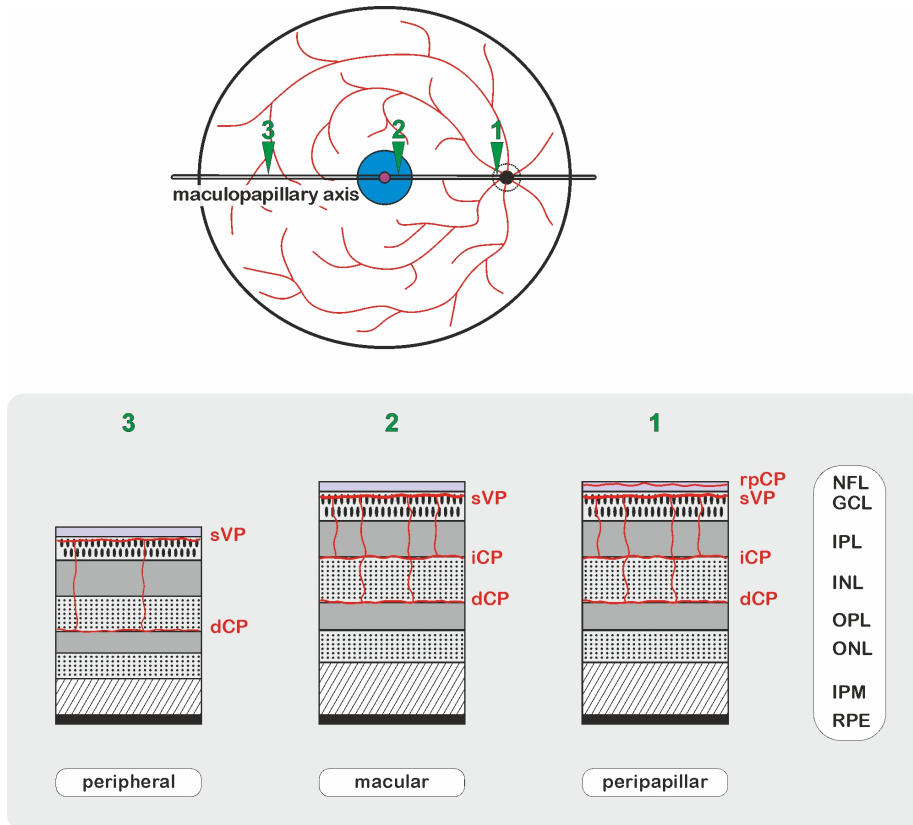 3
2
1
maculopapillary axis
3
2
1
rpCP
sVP
iCP
dCP
sVP
iCP
dCP
sVP
dCP
NFL
GCL
IPL
INL
OPL
ONL
IPM
RPE
peripheral
macular
peripapillar